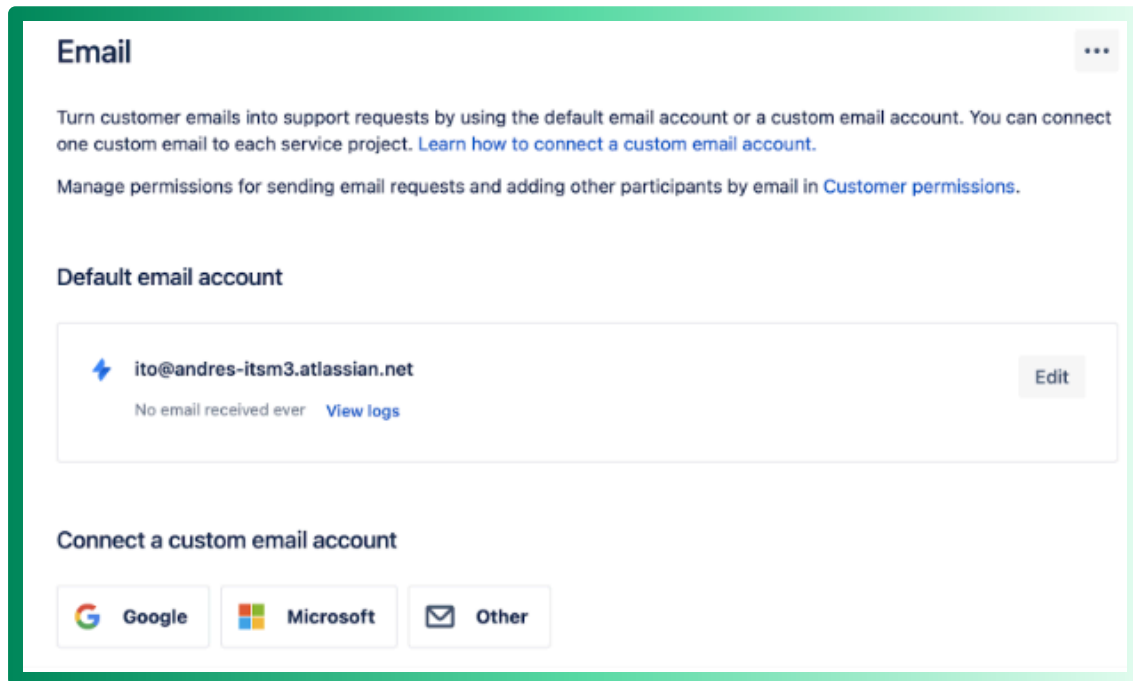 Email
Turn customer emails into support requests by using the default email account or a custom email account. You can connect
one custom email to each service project. Learn how to connect a custom email account.
Manage permissions for sending email requests and adding other participants by email in Customer permissions.
Default email account
ito@andres-itsm3.atlassian.net
Edit
No email received ever View logs
Connect a custom email account
Google Microsoft Other